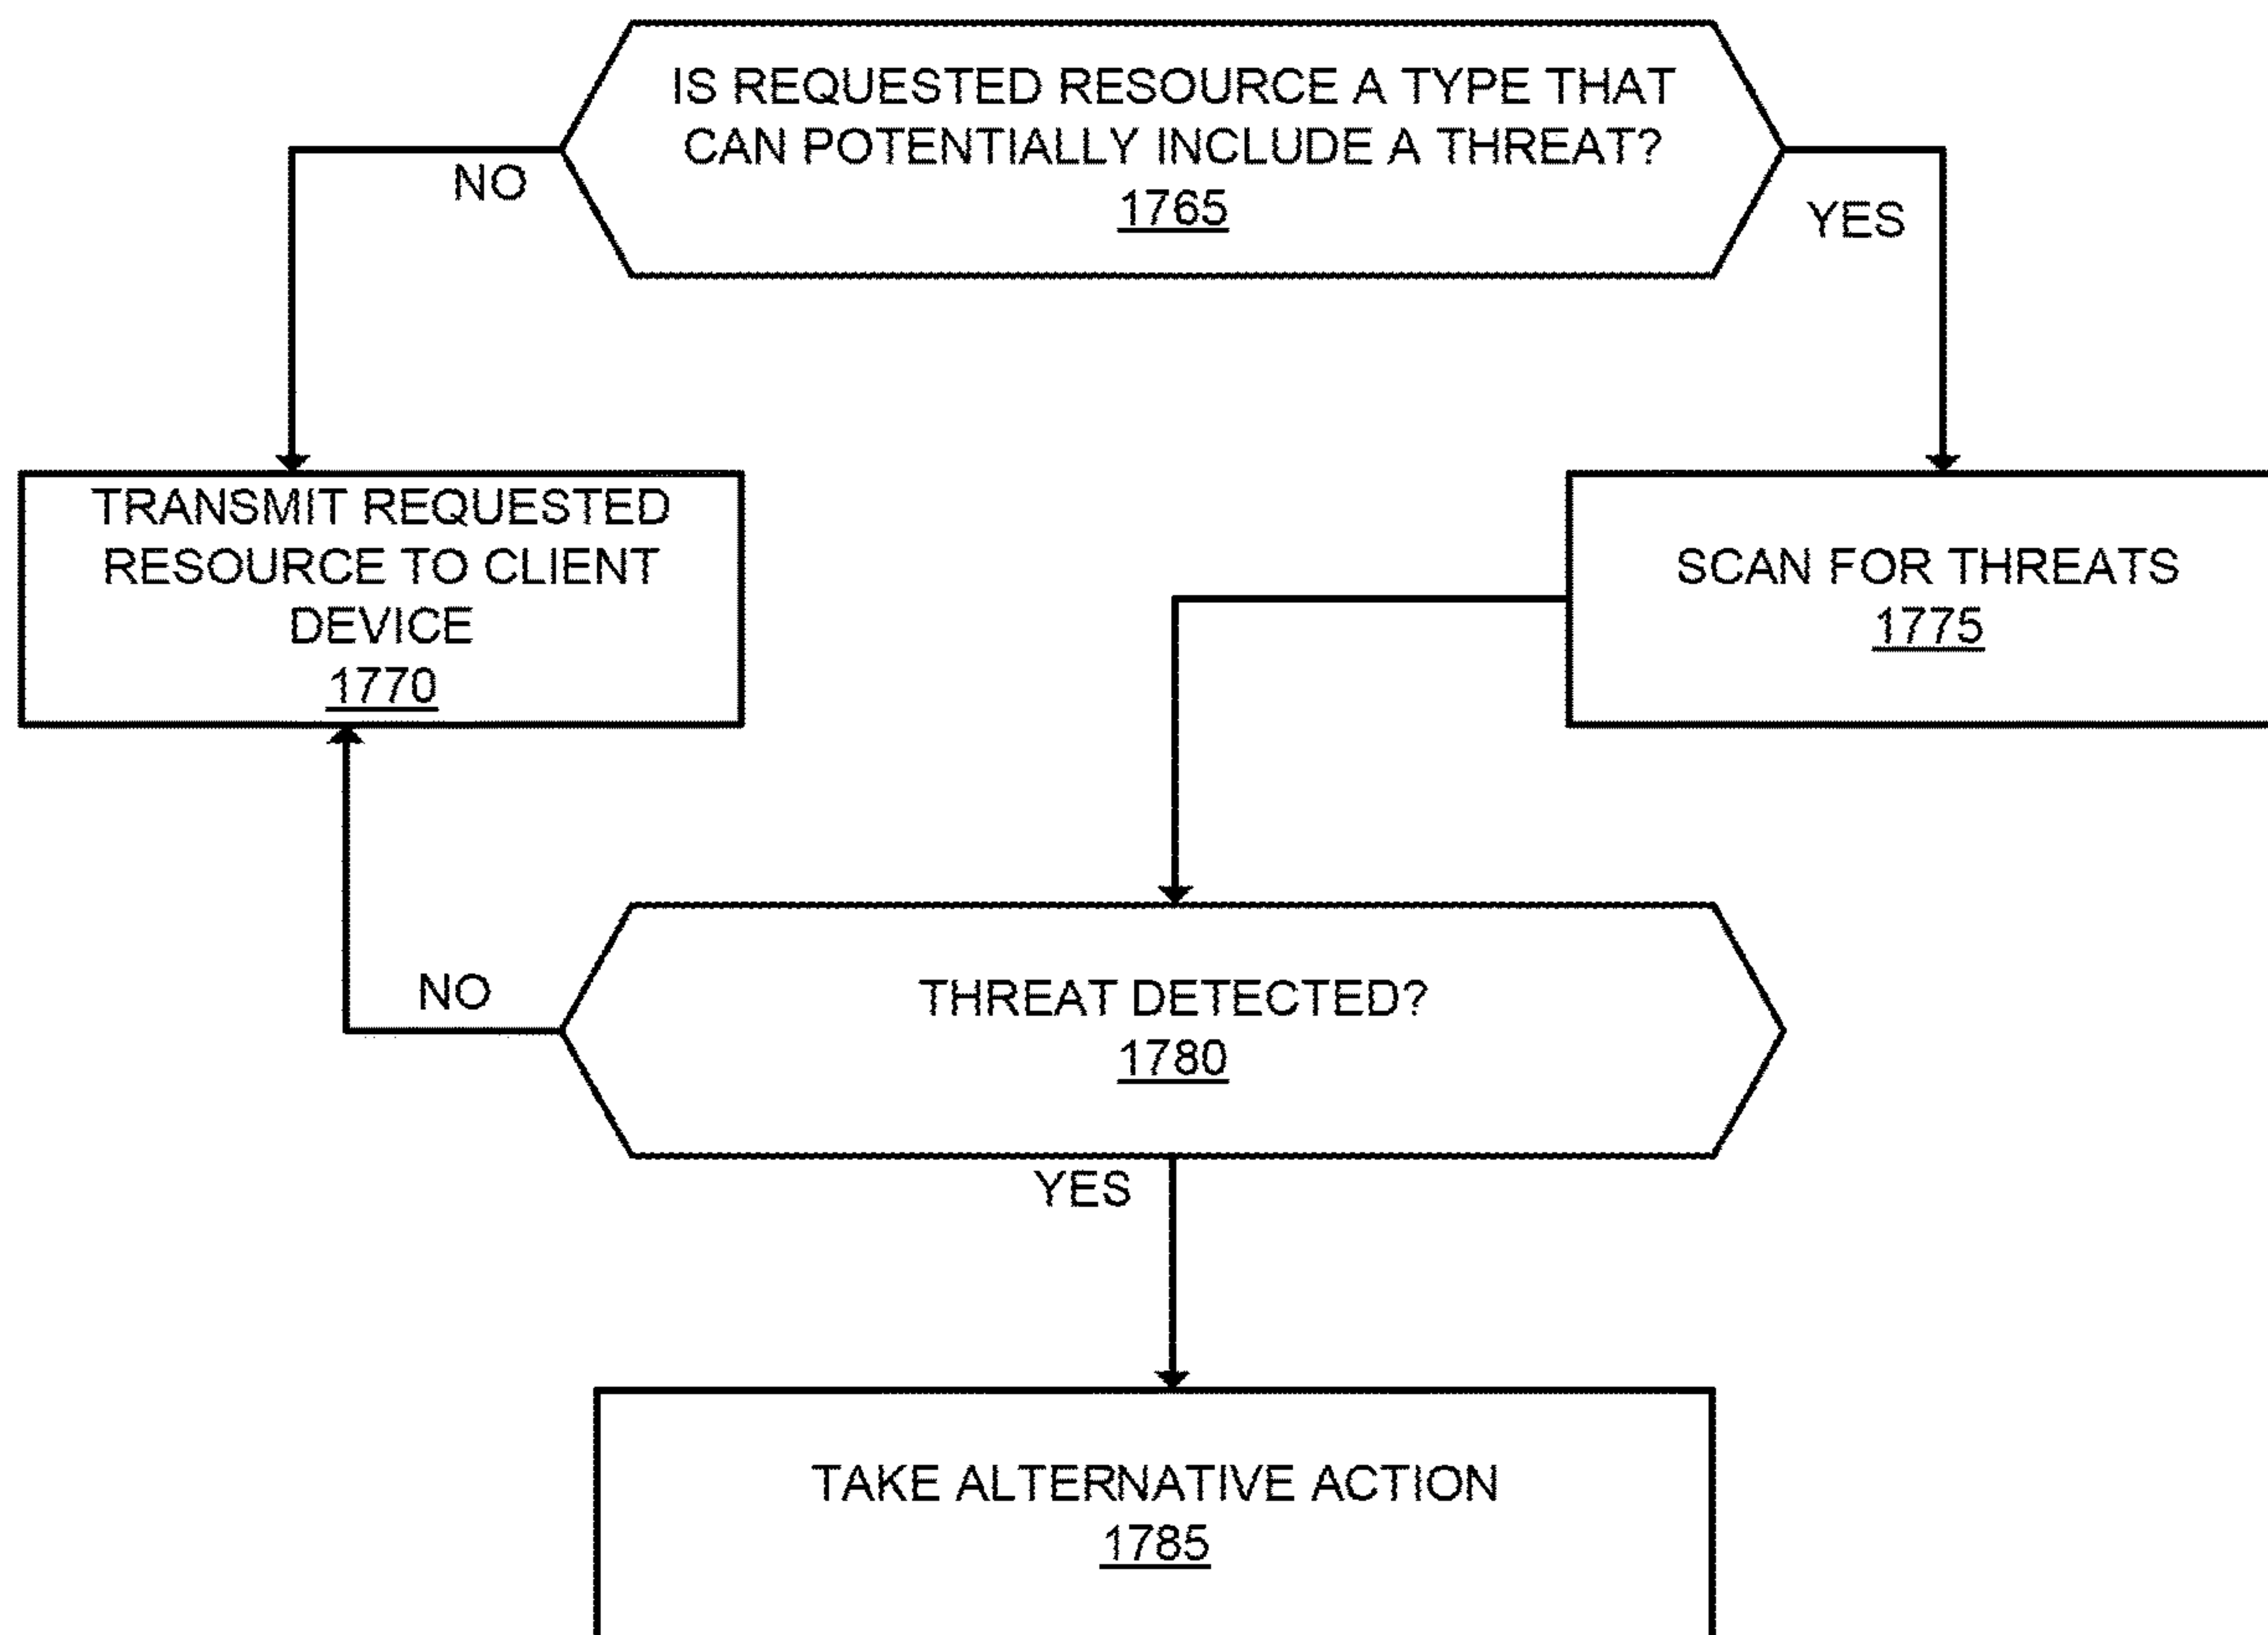 IS REQUESTED RESOURCE A TYPE THAT
CAN POTENTIALLY INCLUDE A THREAT?
1765
NO
YES
TRANSMIT REQUESTED
RESOURCE TO CLIENT
DEVICE
1770
SCAN FOR THREATS
1775
NO
THREAT DETECTED?
1780
YES
TAKE ALTERNATIVE ACTION
1785